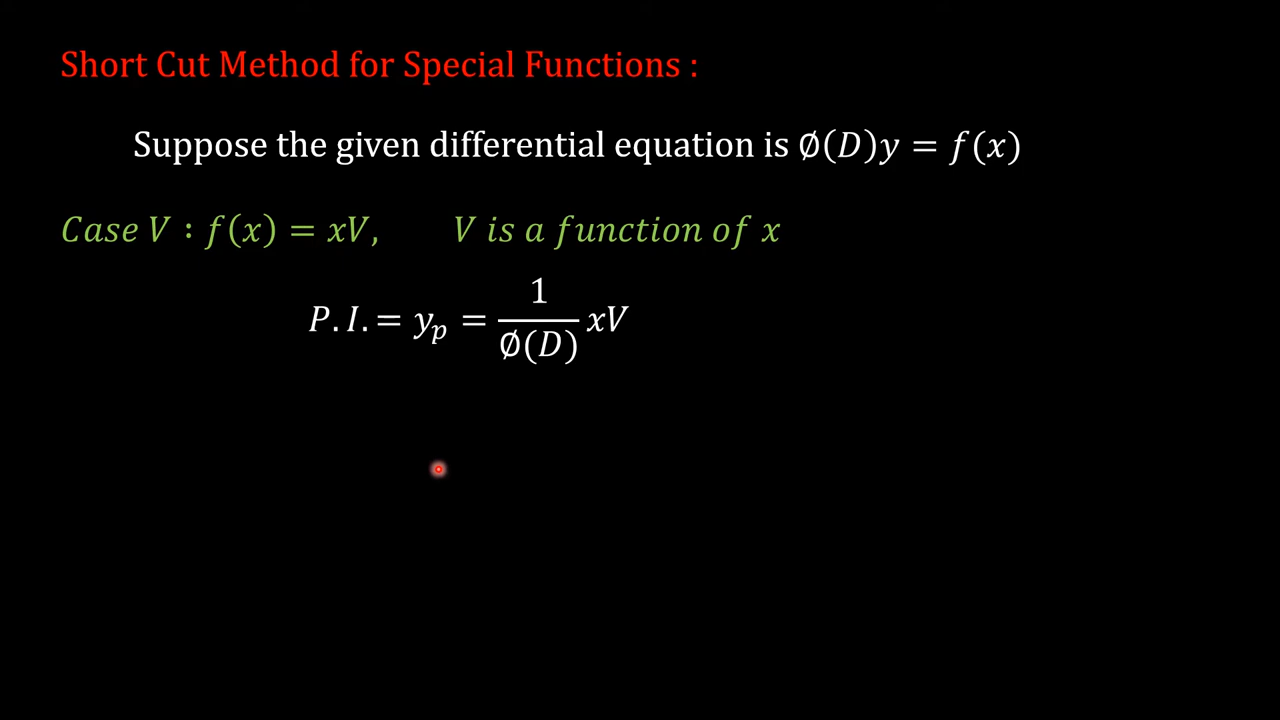 Short Cut Method for Special Functions :
Suppose the given differential equation is ∅(D)y = f(x)
Case V : f(x) = xV, V is a function of x
P. I. = y_p = \frac{1}{∅(D)} xV